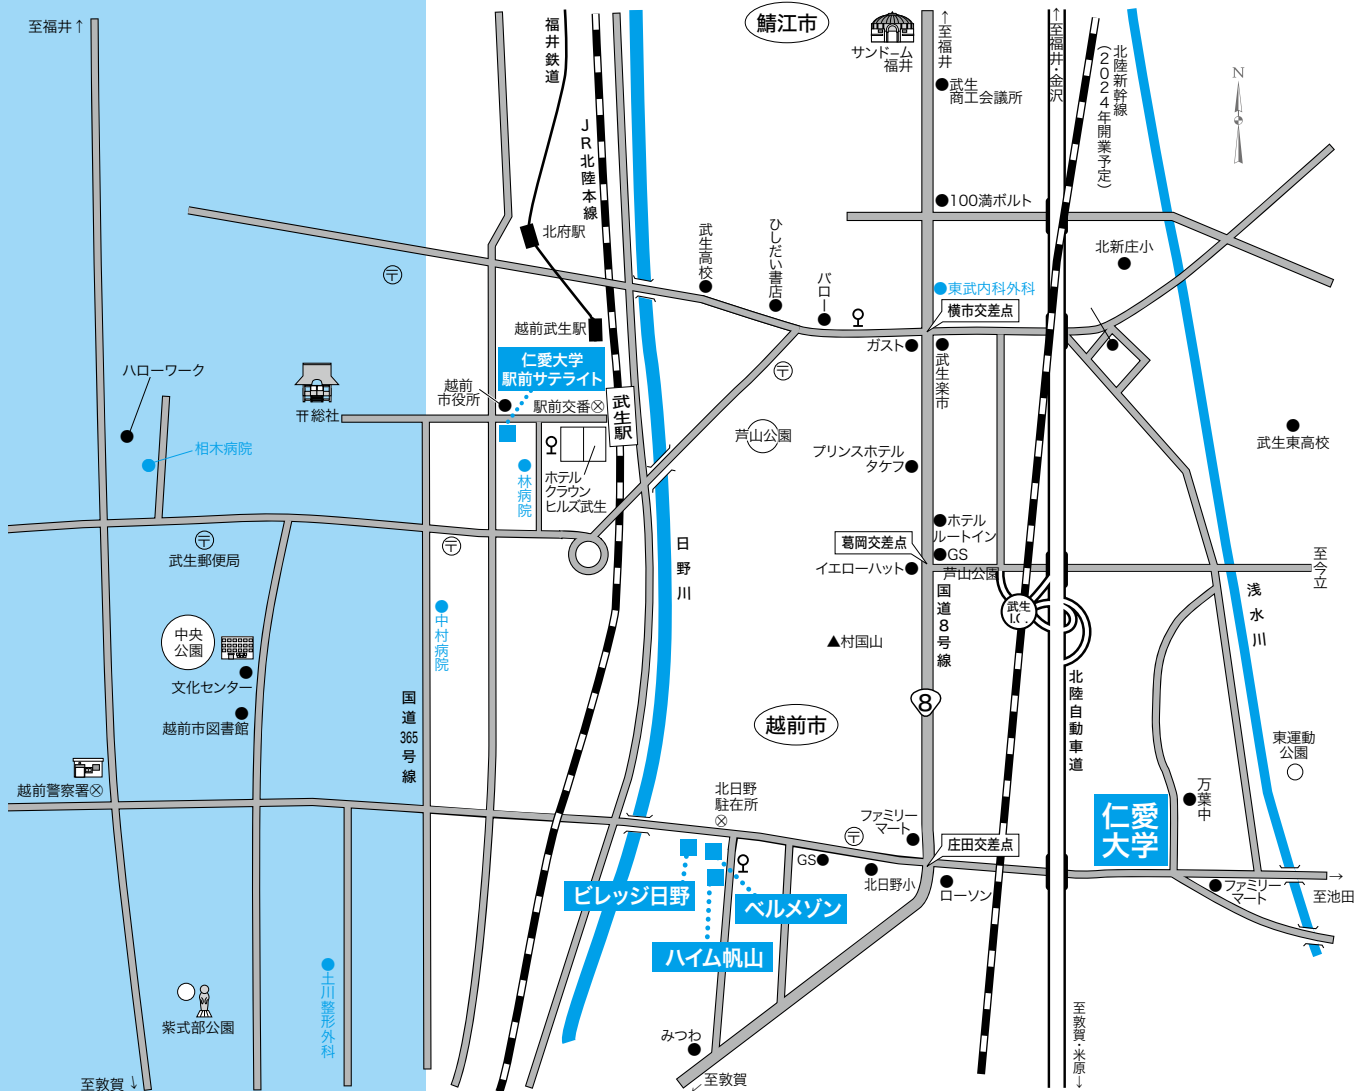 至福井↑
福井鉄道
鯖江市
サンドーム
福井
↑至福井
↑至福井・金沢
北陸新幹線
(2024年開業予定)
N
武生
商工会議所
JR北陸本線
100満ボルト
北府駅
武生高校
ひしだい書店
バロー
北新庄小
〒
東武内科外科
横市交差点
越前武生駅
ガスト
武生楽市
仁愛大学
駅前サテライト
ハローワーク
〒総社
越前
市役所
駅前交番
武生駅
〒
芦山公園
武生東高校
相木病院
林病院
ホテル
クラウン
ヒルズ武生
プリンスホテル
タケフ
ホテル
ルートイン
GS
葛岡交差点
イエローハット
芦山公園
至今立
〒
武生郵便局
〒
日野川
国道8号線
武生
I.C.
浅水川
中村病院
中央
公園
▲村国山
文化センター
越前市図書館
国道365号線
8
北陸自動車道
越前市
東運動
公園
越前警察署
北日野
駐在所
万葉中
ファミリー
マート
〒
仁愛
大学
庄田交差点
GS
北日野小
ローソン
ファミリー
マート
→
至池田
ビレッジ日野
ベルメゾン
ハイム帆山
土川整形外科
紫式部公園
みつわ
至敦賀↓
↙至敦賀
至敦賀・米原↓